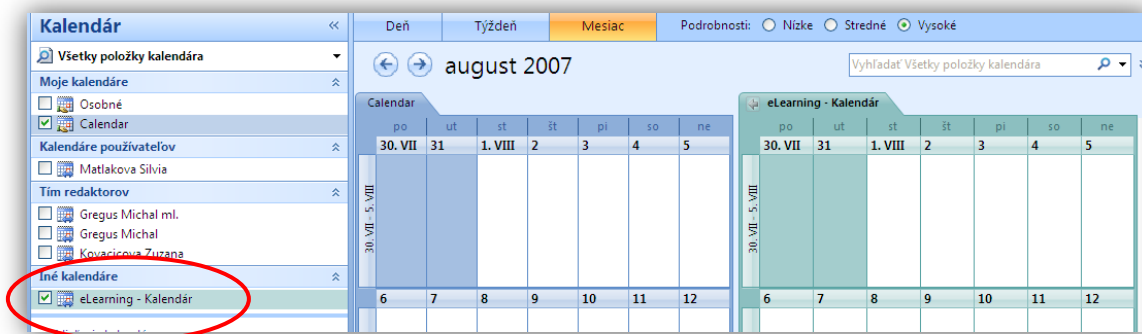 Kalendár «
Všetky položky kalendára
Moje kalendáre
Osobné
Calendar
Kalendáre používateľov
Matlakova Silvia
Tím redaktorov
Gregus Michal ml.
Gregus Michal
Kovacicova Zuzana
Iné kalendáre
eLearning - Kalendár
Deň Týždeň Mesiac Podrobnosti: Nízke Stredné Vysoké
august 2007
Vyhľadať Všetky položky kalendára
Calendar
po ut st št pi so ne
30. VII 31 1. VIII 2 3 4 5
30. VII - 5. VIII
6 7 8 9 10 11 12
eLearning - Kalendár
po ut st št pi so ne
30. VII 31 1. VIII 2 3 4 5
30. VII - 5. VIII
6 7 8 9 10 11 12